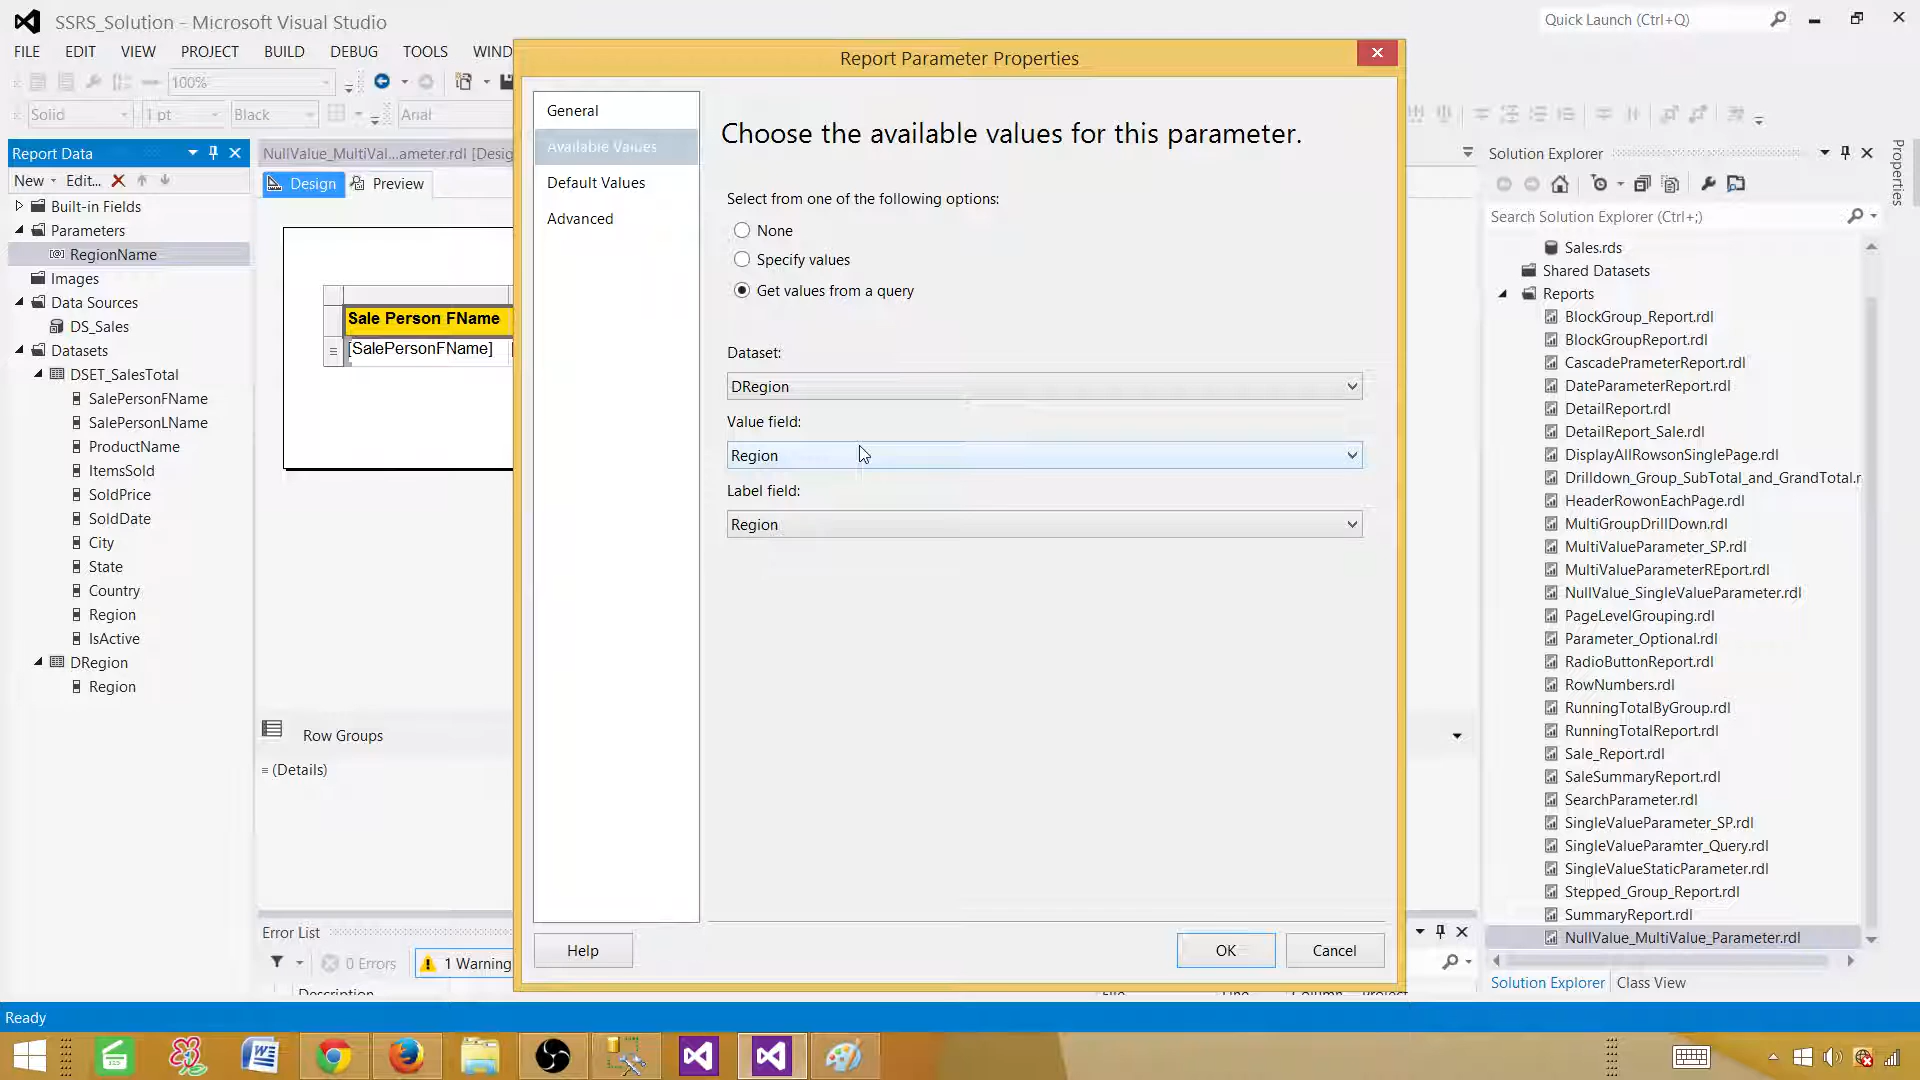 SSRS_Solution - Microsoft Visual Studio
Quick Launch (Ctrl+Q)
FILE EDIT VIEW PROJECT BUILD DEBUG TOOLS WIND
100%
Solid 1 pt Black Arial
Report Data
New Edit...
Built-in Fields
Parameters
RegionName
Images
Data Sources
DS_Sales
Datasets
DSET_SalesTotal
SalePersonFName
SalePersonLName
ProductName
ItemsSold
SoldPrice
SoldDate
City
State
Country
Region
IsActive
DRegion
Region
NullValue_MultiVal...ameter.rdl [Desig
Design Preview
Sale Person FName
[SalePersonFName]
Row Groups
(Details)
Error List
0 Errors 1 Warning
Description File Line Column Project
Report Parameter Properties
General
Available Values
Default Values
Advanced
Choose the available values for this parameter.
Select from one of the following options:
None
Specify values
Get values from a query
Dataset:
DRegion
Value field:
Region
Label field:
Region
Help OK Cancel
Solution Explorer
Search Solution Explorer (Ctrl+;)
Sales.rds
Shared Datasets
Reports
BlockGroup_Report.rdl
BlockGroupReport.rdl
CascadePrameterReport.rdl
DateParameterReport.rdl
DetailReport.rdl
DetailReport_Sale.rdl
DisplayAllRowsonSinglePage.rdl
Drilldown_Group_SubTotal_and_GrandTotal.r
HeaderRowonEachPage.rdl
MultiGroupDrillDown.rdl
MultiValueParameter_SP.rdl
MultiValueParameterREport.rdl
NullValue_SingleValueParameter.rdl
PageLevelGrouping.rdl
Parameter_Optional.rdl
RadioButtonReport.rdl
RowNumbers.rdl
RunningTotalByGroup.rdl
RunningTotalReport.rdl
Sale_Report.rdl
SaleSummaryReport.rdl
SearchParameter.rdl
SingleValueParameter_SP.rdl
SingleValueParamter_Query.rdl
SingleValueStaticParameter.rdl
Stepped_Group_Report.rdl
SummaryReport.rdl
NullValue_MultiValue_Parameter.rdl
Solution Explorer Class View
Properties
Ready